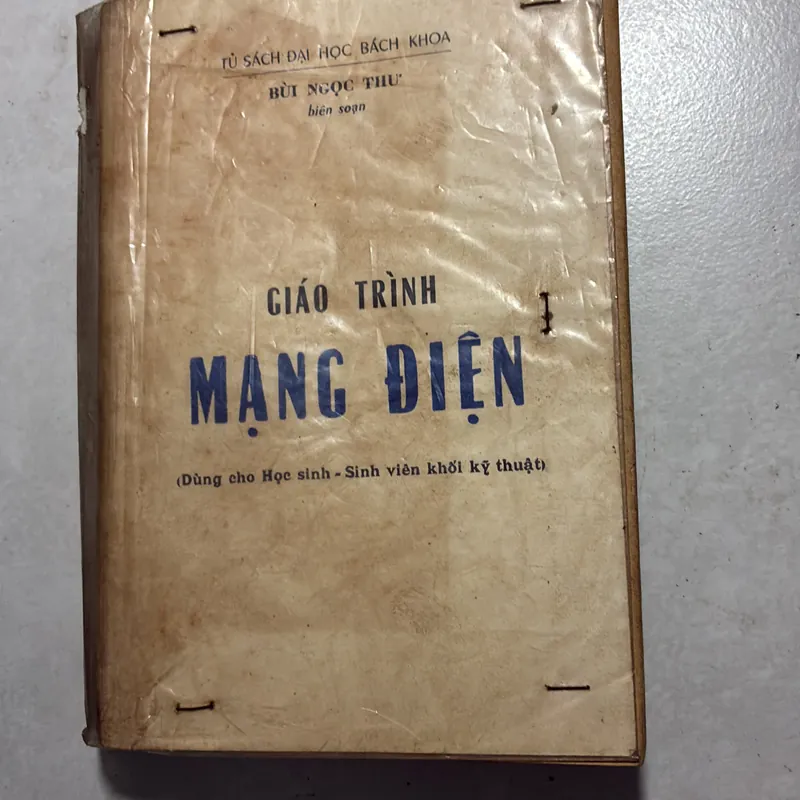 TỦ SÁCH ĐẠI HỌC BÁCH KHOA
BÙI NGỌC THƯ
biên soạn
GIÁO TRÌNH
MẠNG ĐIỆN
(Dùng cho Học sinh - Sinh viên khối kỹ thuật)